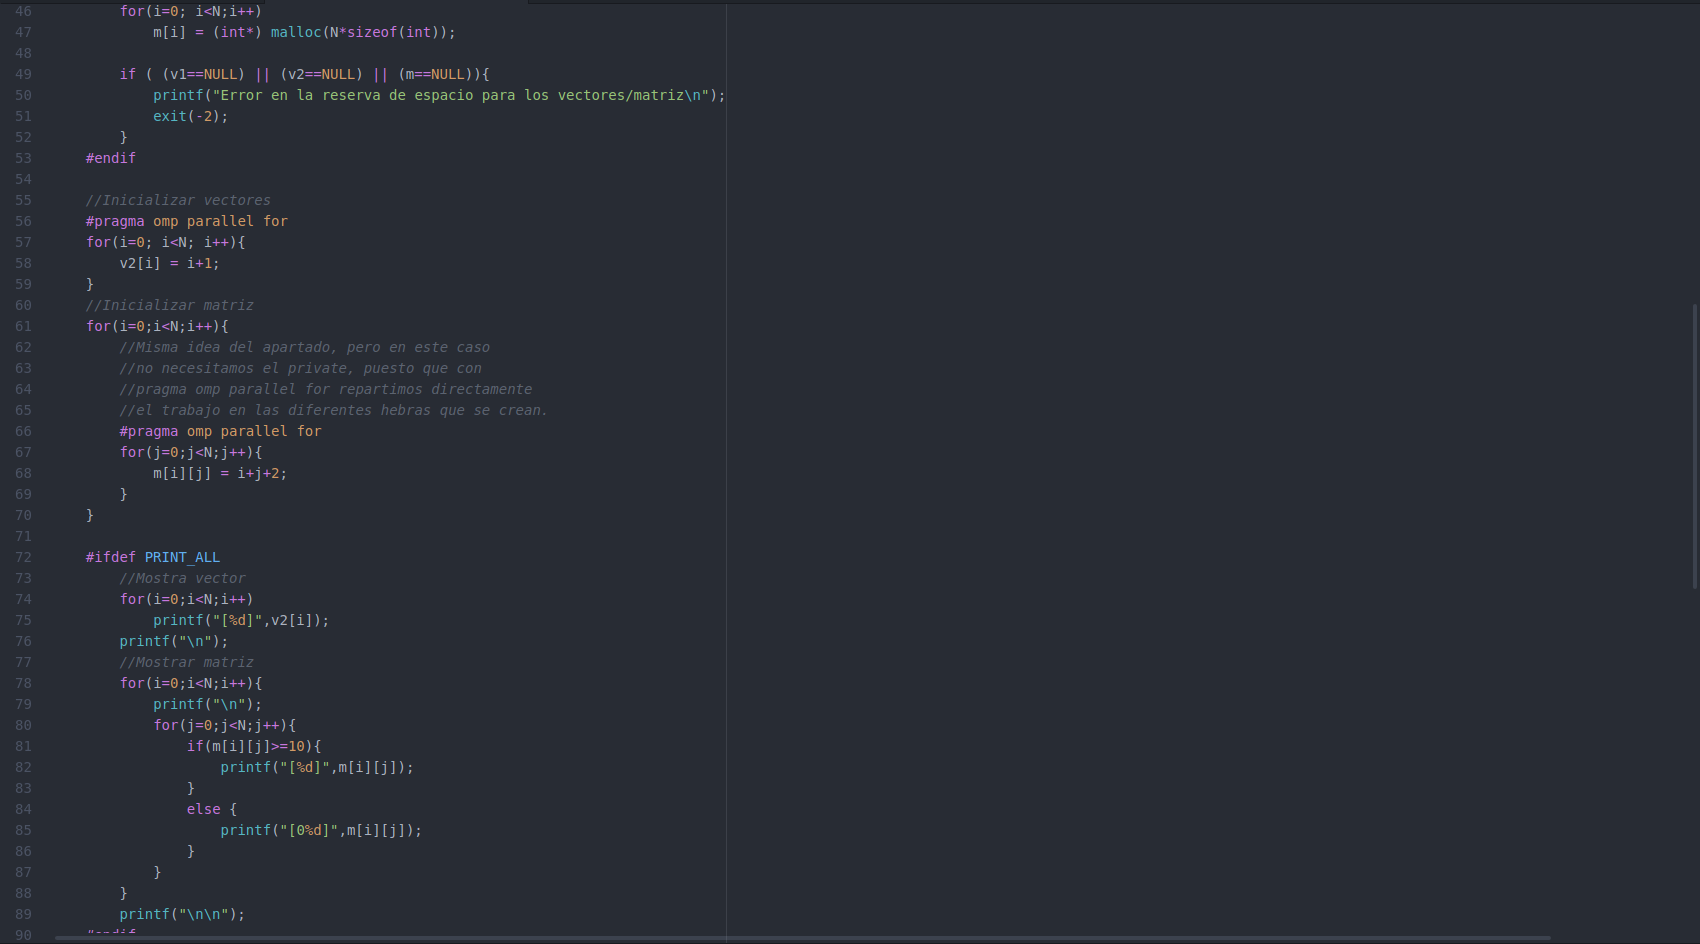 46 for(i=0; i<N;i++)
47 m[i] = (int*) malloc(N*sizeof(int));
48
49 if ( (v1==NULL) || (v2==NULL) || (m==NULL)){
50 printf("Error en la reserva de espacio para los vectores/matriz\n");
51 exit(-2);
52 }
53 #endif
54
55 //Inicializar vectores
56 #pragma omp parallel for
57 for(i=0; i<N; i++){
58 v2[i] = i+1;
59 }
60 //Inicializar matriz
61 for(i=0;i<N;i++){
62 //Misma idea del apartado, pero en este caso
63 //no necesitamos el private, puesto que con
64 //pragma omp parallel for repartimos directamente
65 //el trabajo en las diferentes hebras que se crean.
66 #pragma omp parallel for
67 for(j=0;j<N;j++){
68 m[i][j] = i+j+2;
69 }
70 }
71
72 #ifdef PRINT_ALL
73 //Mostra vector
74 for(i=0;i<N;i++)
75 printf("[%d]",v2[i]);
76 printf("\n");
77 //Mostrar matriz
78 for(i=0;i<N;i++){
79 printf("\n");
80 for(j=0;j<N;j++){
81 if(m[i][j]>=10){
82 printf("[%d]",m[i][j]);
83 }
84 else {
85 printf("[0%d]",m[i][j]);
86 }
87 }
88 }
89 printf("\n\n");
90 #endif